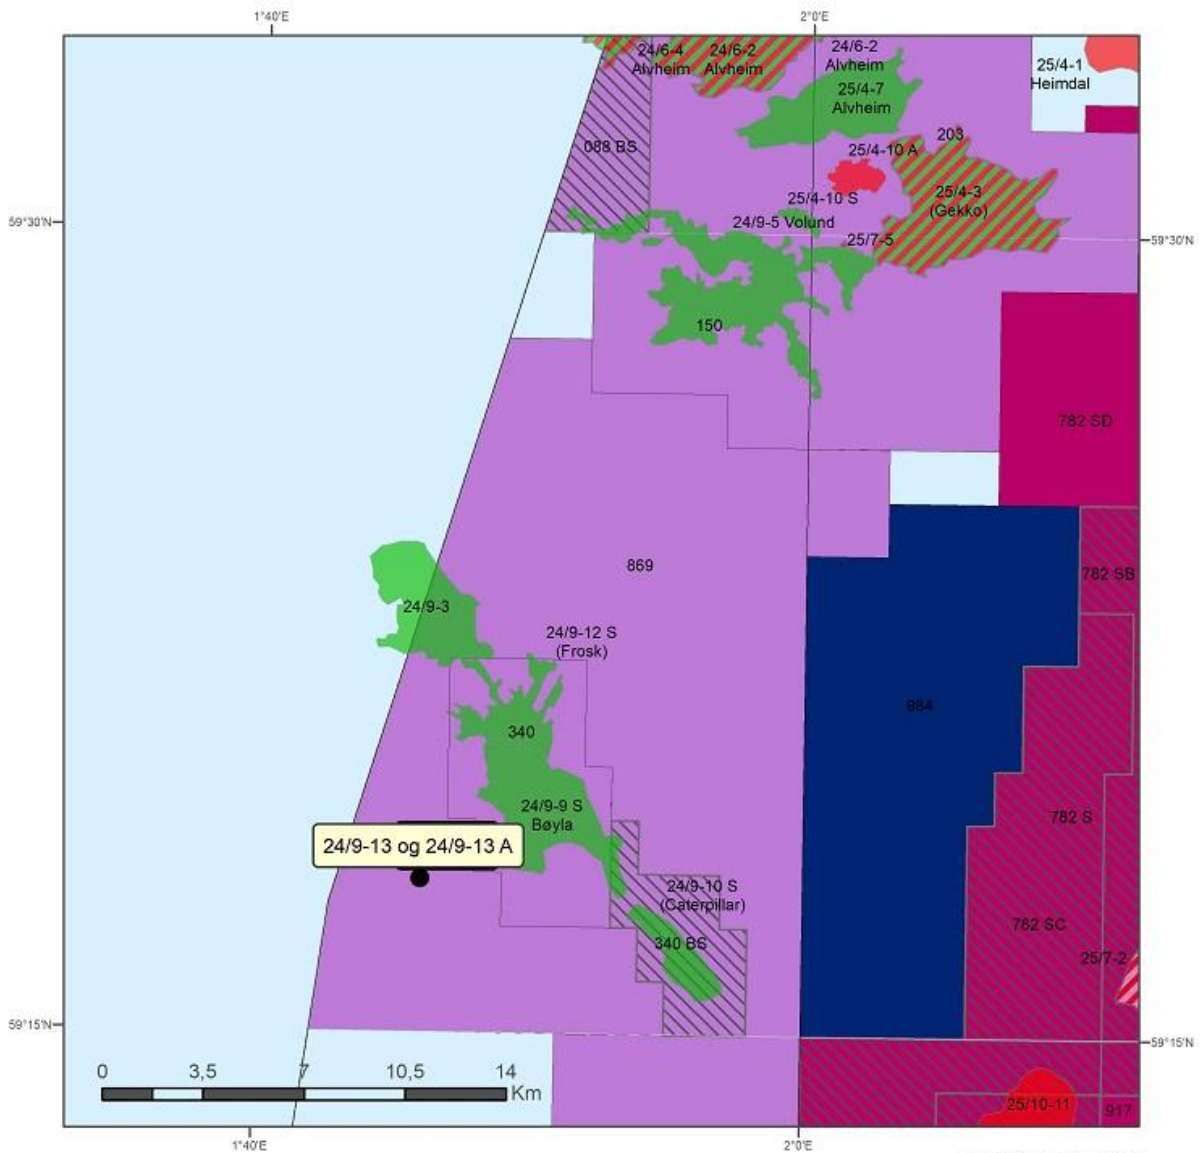 1°40'E
2°0'E
24/6-4
Alvheim
24/6-2
Alvheim
24/6-2
Alvheim
25/4-7
Alvheim
25/4-1
Heimdal
088 BS
203
25/4-10 A
25/4-10 S
25/4-3
(Gekko)
24/9-5 Volund
25/7-5
59°30'N
59°30'N
150
782 SD
869
782 SB
24/9-3
24/9-12 S
(Frosk)
340
984
24/9-9 S
Bøyla
782 S
24/9-13 og 24/9-13 A
24/9-10 S
(Caterpillar)
782 SC
340 BS
25/7-2
59°15'N
59°15'N
0
3,5
7
10,5
14
Km
25/10-11
917
1°40'E
2°0'E